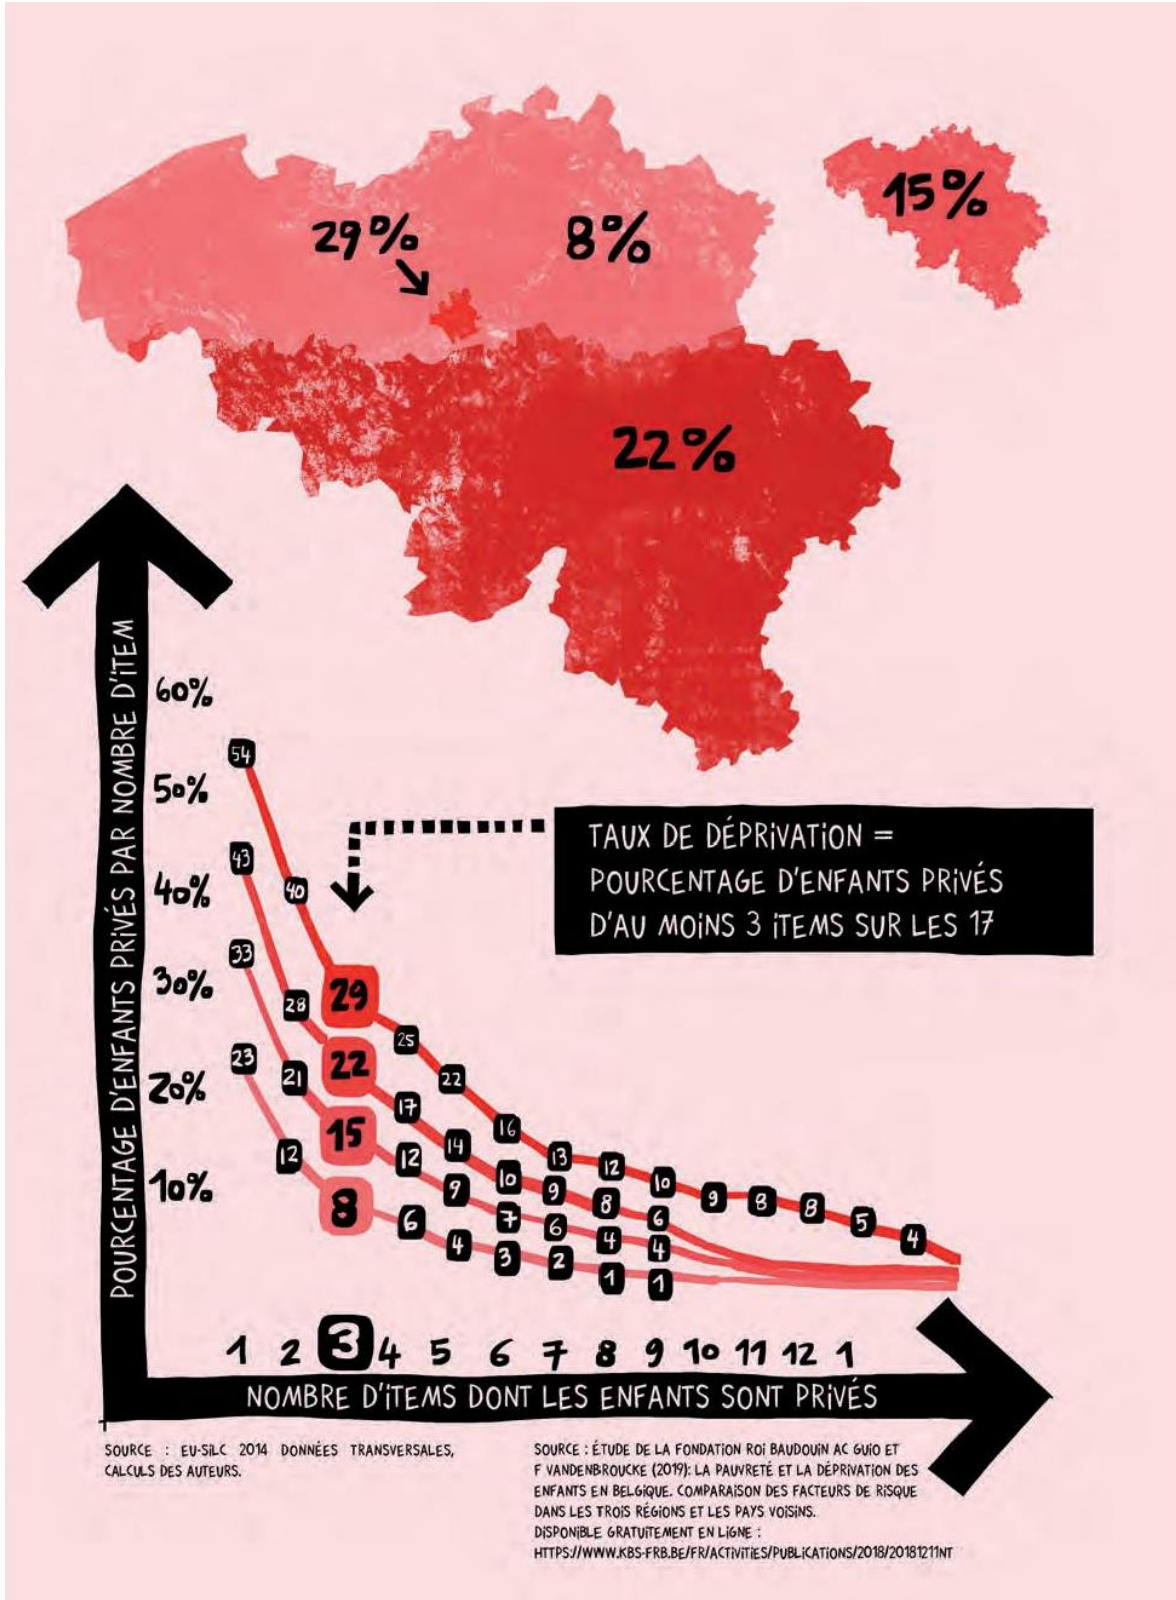 29%
8%
15%
22%
POURCENTAGE D'ENFANTS PRIVÉS PAR NOMBRE D'ITEM
60%
50%
40%
30%
20%
10%
TAUX DE DÉPRIVATION =
POURCENTAGE D'ENFANTS PRIVÉS
D'AU MOINS 3 ITEMS SUR LES 17
54 40 29 25 22 16 13 12 10 9 8 8 5 4
43 28 22 17 14 10 9 8 6
33 21 15 12 9 7 6 4 4
23 12 8 6 4 3 2 1 1
1 2 3 4 5 6 7 8 9 10 11 12 1
NOMBRE D'ITEMS DONT LES ENFANTS SONT PRIVÉS
SOURCE : EU-SILC 2014 DONNÉES TRANSVERSALES,
CALCULS DES AUTEURS.
SOURCE : ÉTUDE DE LA FONDATION ROI BAUDOUIN AC GUIO ET
F VANDENBROUCKE (2019): LA PAUVRETÉ ET LA DÉPRIVATION DES
ENFANTS EN BELGIQUE. COMPARAISON DES FACTEURS DE RISQUE
DANS LES TROIS RÉGIONS ET LES PAYS VOISINS.
DISPONIBLE GRATUITEMENT EN LIGNE :
HTTPS://WWW.KBS-FRB.BE/FR/ACTIVITIES/PUBLICATIONS/2018/20181211NT